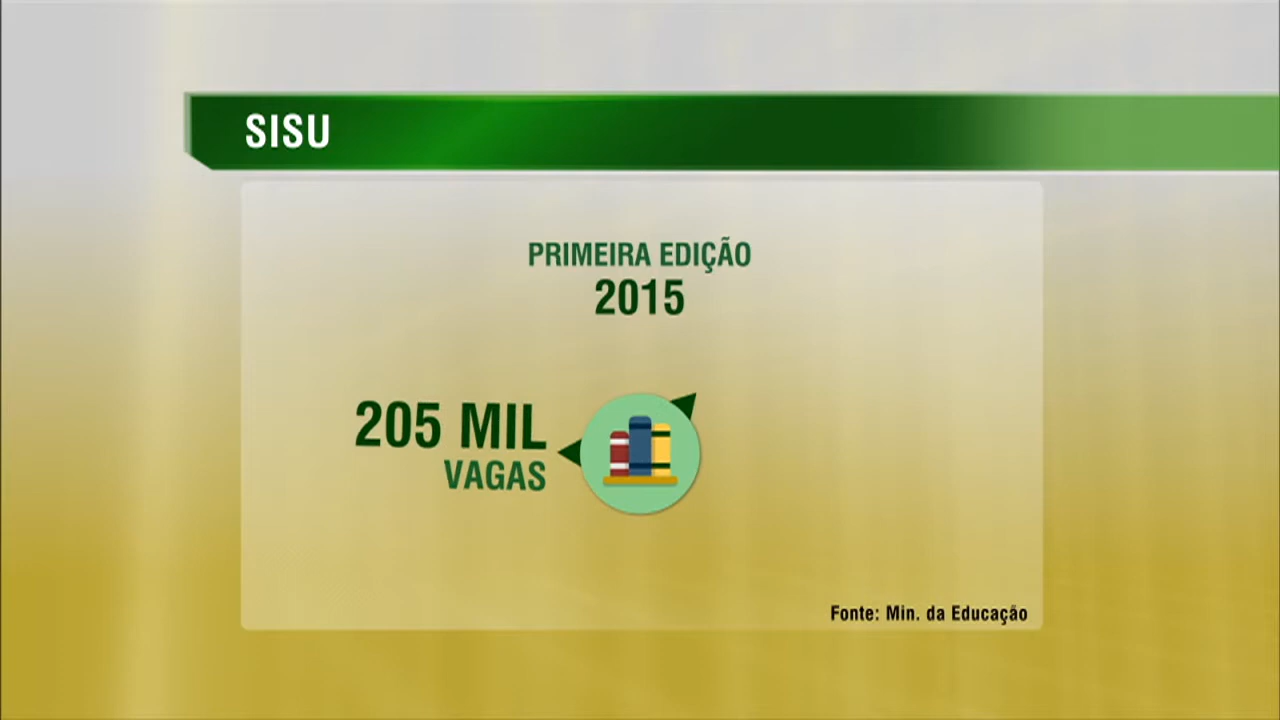 SISU
PRIMEIRA EDIÇÃO
2015
205 MIL
VAGAS
Fonte: Min. da Educação